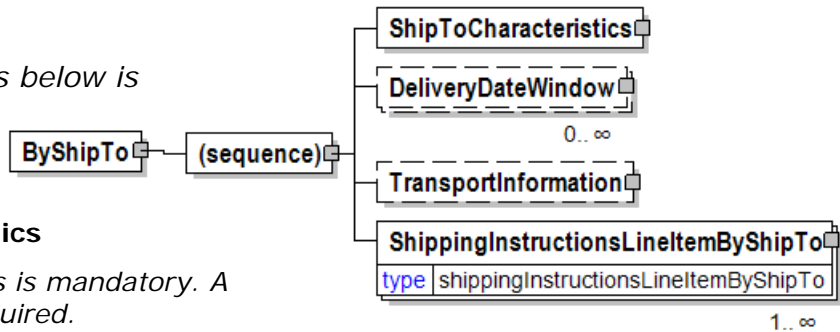 ShipToCharacteristics
s below is
DeliveryDateWindow
0.. ∞
ByShipTo
(sequence)
TransportInformation
ics
ShippingInstructionsLineItemByShipTo
s is mandatory. A
type shippingInstructionsLineItemByShipTo
uired.
1.. ∞